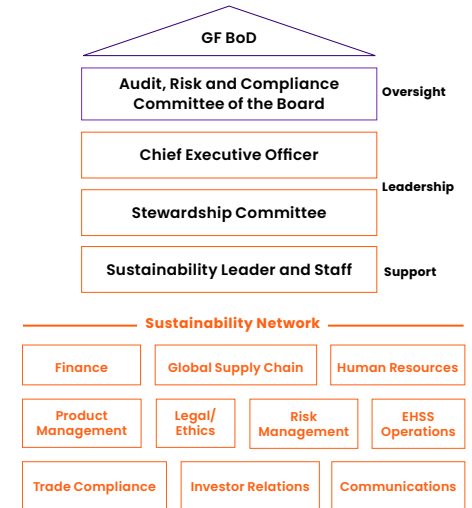 GF BoD
Audit, Risk and Compliance
Committee of the Board
Oversight
Chief Executive Officer
Leadership
Stewardship Committee
Sustainability Leader and Staff
Support
Sustainability Network
Finance
Global Supply Chain
Human Resources
Product
Management
Legal/
Ethics
Risk
Management
EHSS
Operations
Trade Compliance
Investor Relations
Communications